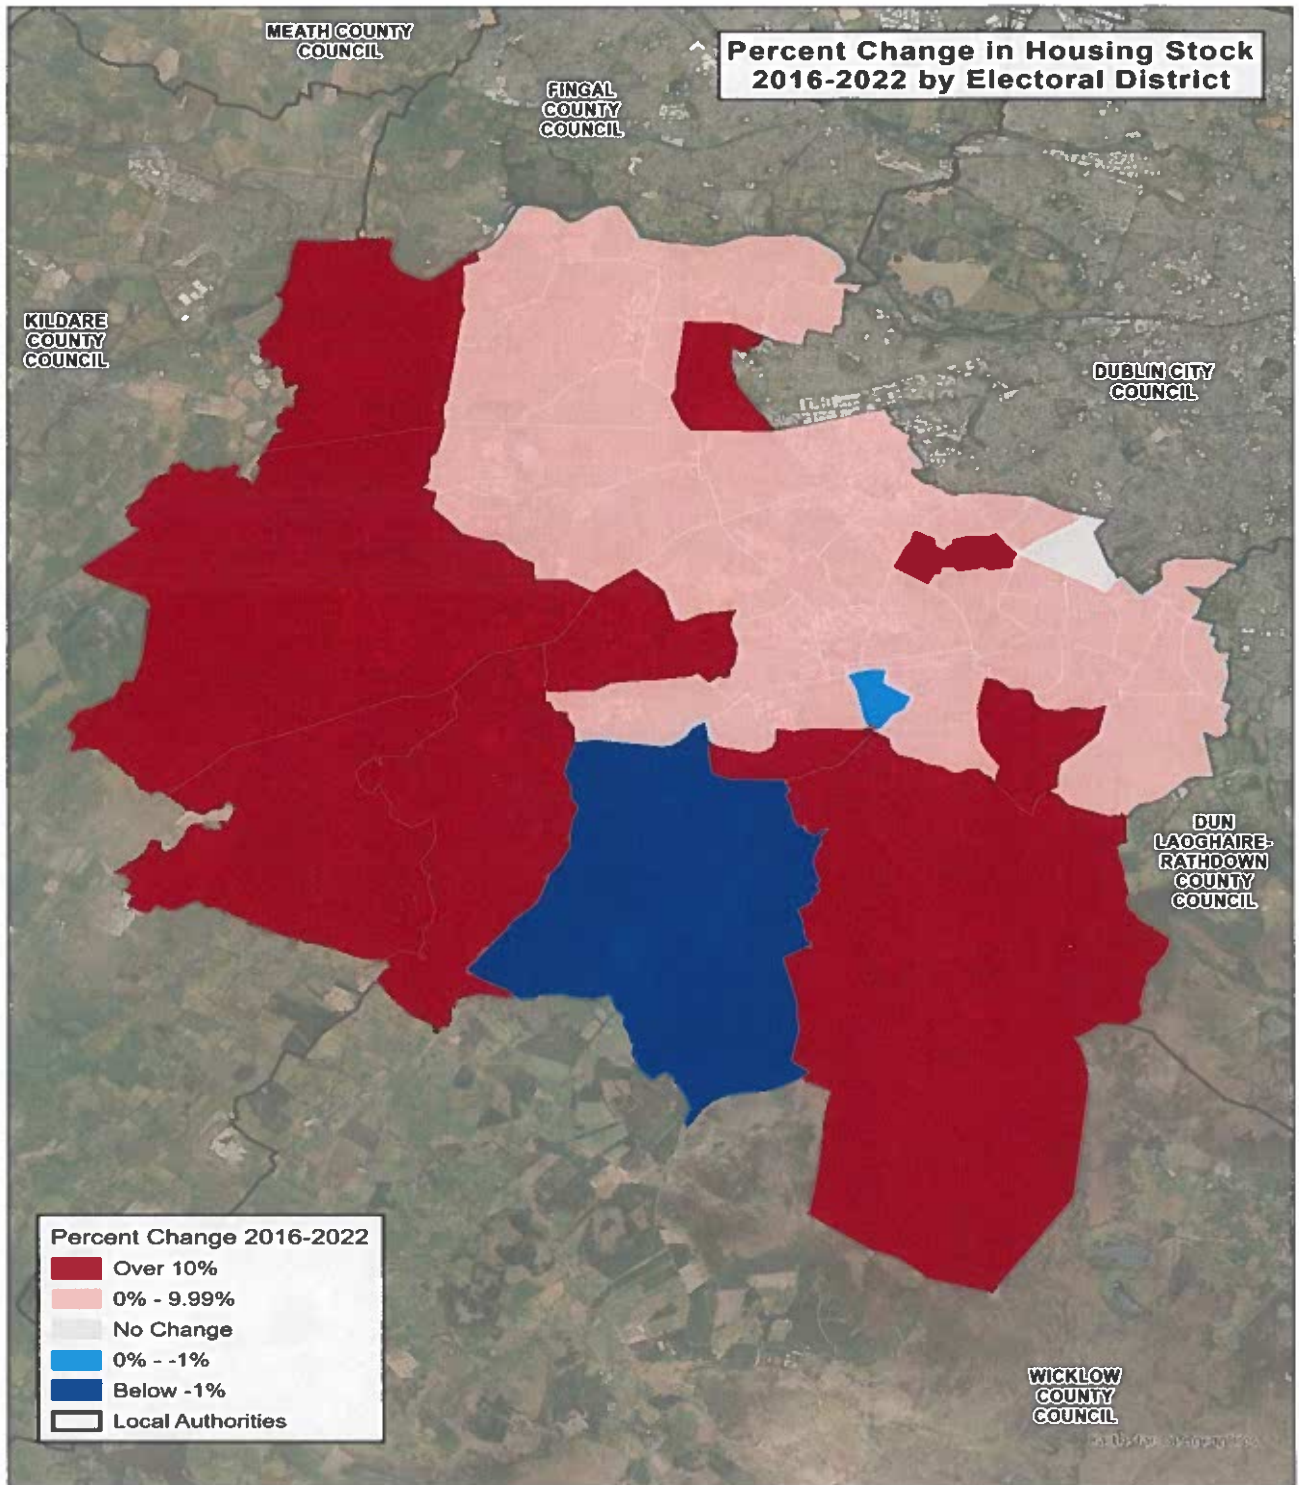 MEATH COUNTY
COUNCIL
Percent Change in Housing Stock
2016-2022 by Electoral District
FINGAL
COUNTY
COUNCIL
KILDARE
COUNTY
COUNCIL
DUBLIN CITY
COUNCIL
DUN
LAOGHAIRE-
RATHDOWN
COUNTY
COUNCIL
Percent Change 2016-2022
Over 10%
0% - 9.99%
No Change
0% - -1%
Below -1%
Local Authorities
WICKLOW
COUNTY
COUNCIL